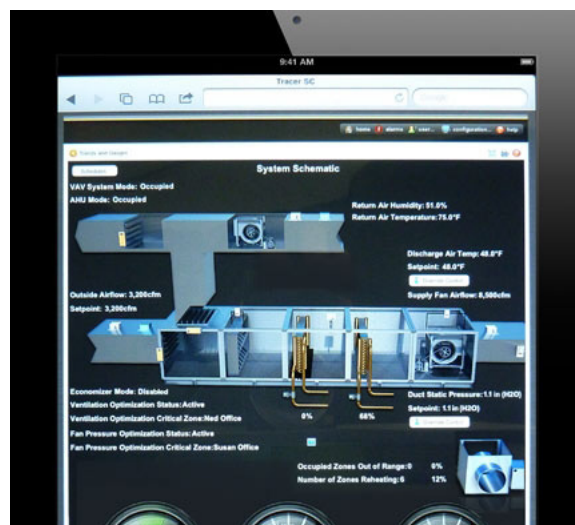 9:41 AM
Tracer SC
home alarms user... configuration... help
System Schematic
VAV System Mode: Occupied
AHU Mode: Occupied
Return Air Humidity: 51.0%
Return Air Temperature: 75.0°F
Discharge Air Temp: 48.0°F
Setpoint: 48.0°F
Outside Airflow: 3,200cfm
Supply Fan Airflow: 8,500cfm
Setpoint: 3,200cfm
Economizer Mode: Disabled
Duct Static Pressure: 1.1 in (H2O)
Ventilation Optimization Status: Active
Setpoint: 1.1 in (H2O)
Ventilation Optimization Critical Zone: Ned Office
0% 68%
Fan Pressure Optimization Status: Active
Fan Pressure Optimization Critical Zone: Susan Office
Occupied Zones Out of Range: 0 0%
Number of Zones Reheating: 6 12%